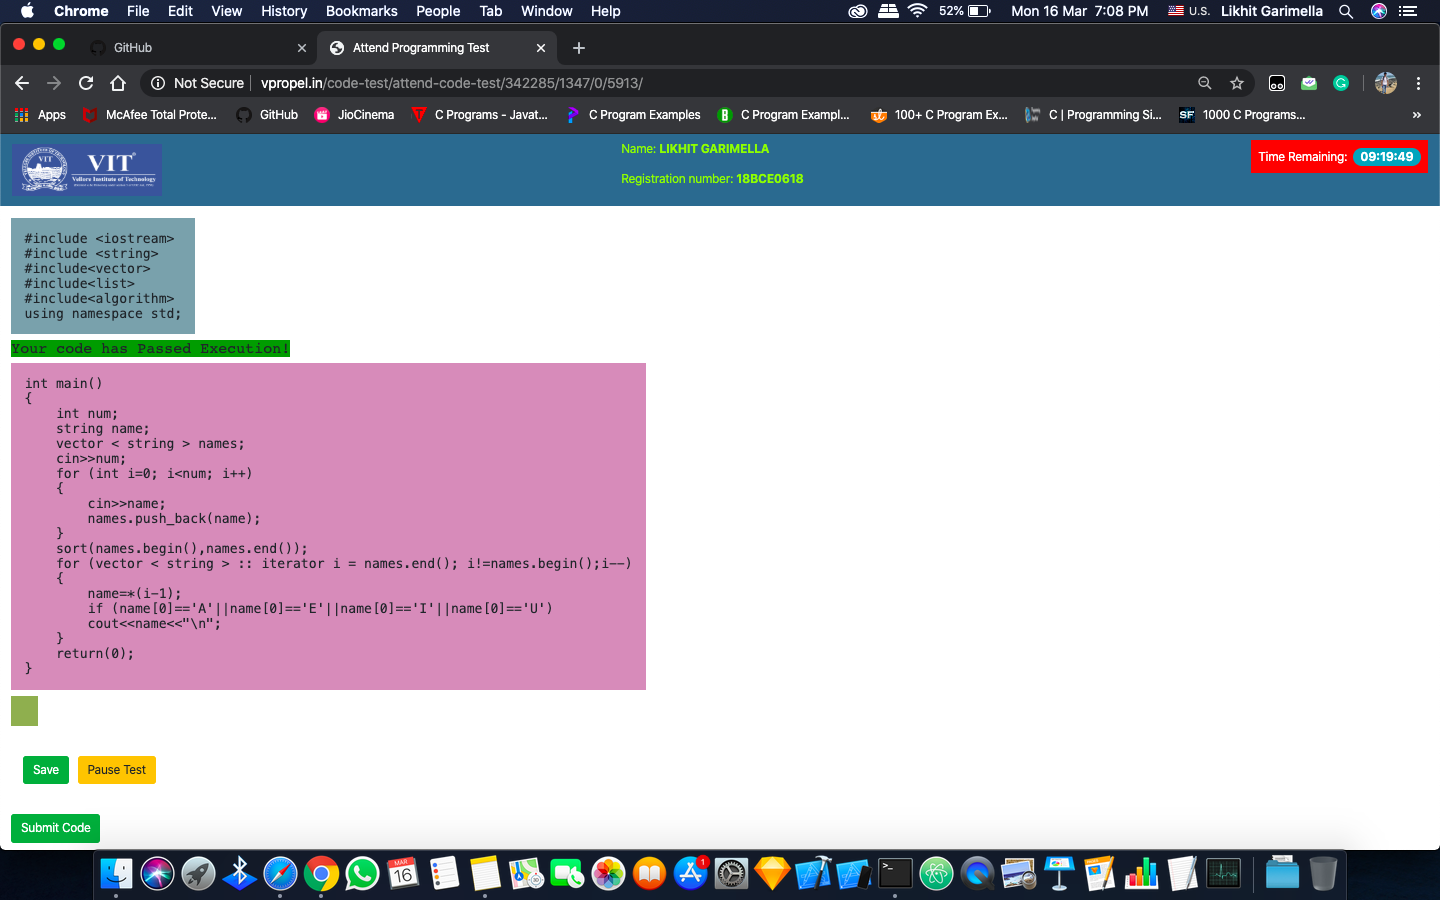 Chrome File Edit View History Bookmarks People Tab Window Help 52% Mon 16 Mar 7:08 PM U.S. Likhit Garimella
GitHub Attend Programming Test
Not Secure vpropel.in/code-test/attend-code-test/342285/1347/0/5913/
Apps McAfee Total Prote... GitHub JioCinema C Programs - Javat... C Program Examples C Program Exampl... 100+ C Program Ex... C | Programming Si... 1000 C Programs... »
VIT
VIT
Vellore Institute of Technology
Name: LIKHIT GARIMELLA
Registration number: 18BCE0618
Time Remaining: 09:19:49
#include <iostream>
#include <string>
#include<vector>
#include<list>
#include<algorithm>
using namespace std;
Your code has Passed Execution!
int main()
{
    int num;
    string name;
    vector < string > names;
    cin>>num;
    for (int i=0; i<num; i++)
    {
        cin>>name;
        names.push_back(name);
    }
    sort(names.begin(),names.end());
    for (vector < string > :: iterator i = names.end(); i!=names.begin();i--)
    {
        name=*(i-1);
        if (name[0]=='A'||name[0]=='E'||name[0]=='I'||name[0]=='U')
        cout<<name<<"\n";
    }
    return(0);
}
Save Pause Test
Submit Code
MAR
16
1